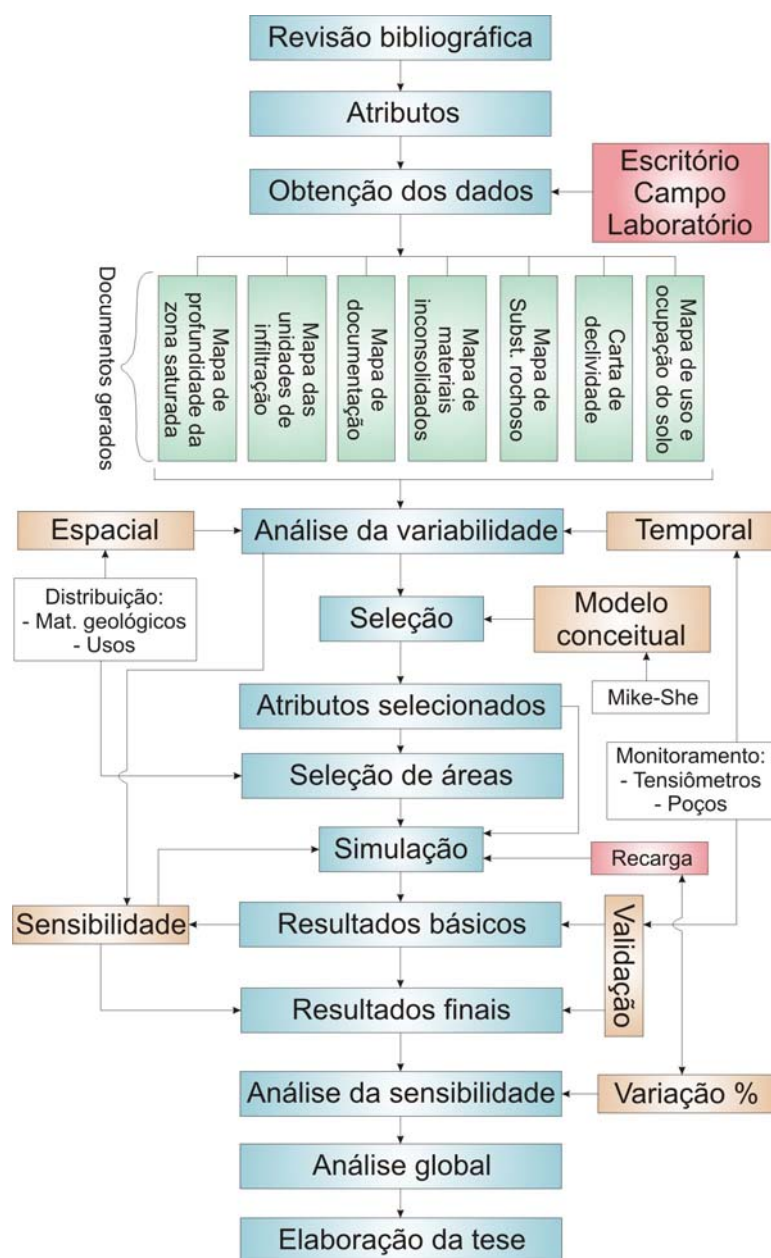 Revisão bibliográfica
Atributos
Obtenção dos dados
Escritório
Campo
Laboratório
Documentos gerados
Mapa de
profundidade da
zona saturada
Mapa das
unidades de
infiltração
Mapa de
documentação
Mapa de
materiais
inconsolidados
Mapa de
Subst. rochoso
Carta de
declividade
Mapa de uso e
ocupação do solo
Espacial
Análise da variabilidade
Temporal
Distribuição:
- Mat. geológicos
- Usos
Seleção
Modelo
conceitual
Mike-She
Atributos selecionados
Seleção de áreas
Monitoramento:
- Tensiômetros
- Poços
Simulação
Recarga
Sensibilidade
Resultados básicos
Validação
Resultados finais
Análise da sensibilidade
Variação %
Análise global
Elaboração da tese